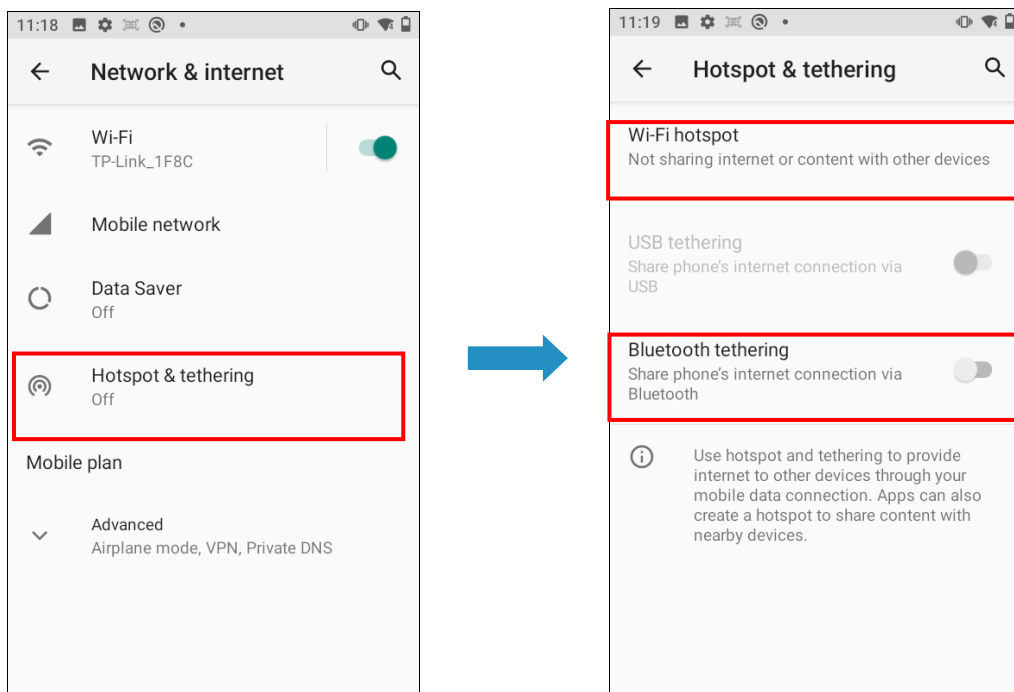 11:18
Network & internet
Wi-Fi
TP-Link_1F8C
Mobile network
Data Saver
Off
Hotspot & tethering
Off
Mobile plan
Advanced
Airplane mode, VPN, Private DNS
11:19
Hotspot & tethering
Wi-Fi hotspot
Not sharing internet or content with other devices
USB tethering
Share phone's internet connection via
USB
Bluetooth tethering
Share phone's internet connection via
Bluetooth
Use hotspot and tethering to provide
internet to other devices through your
mobile data connection. Apps can also
create a hotspot to share content with
nearby devices.